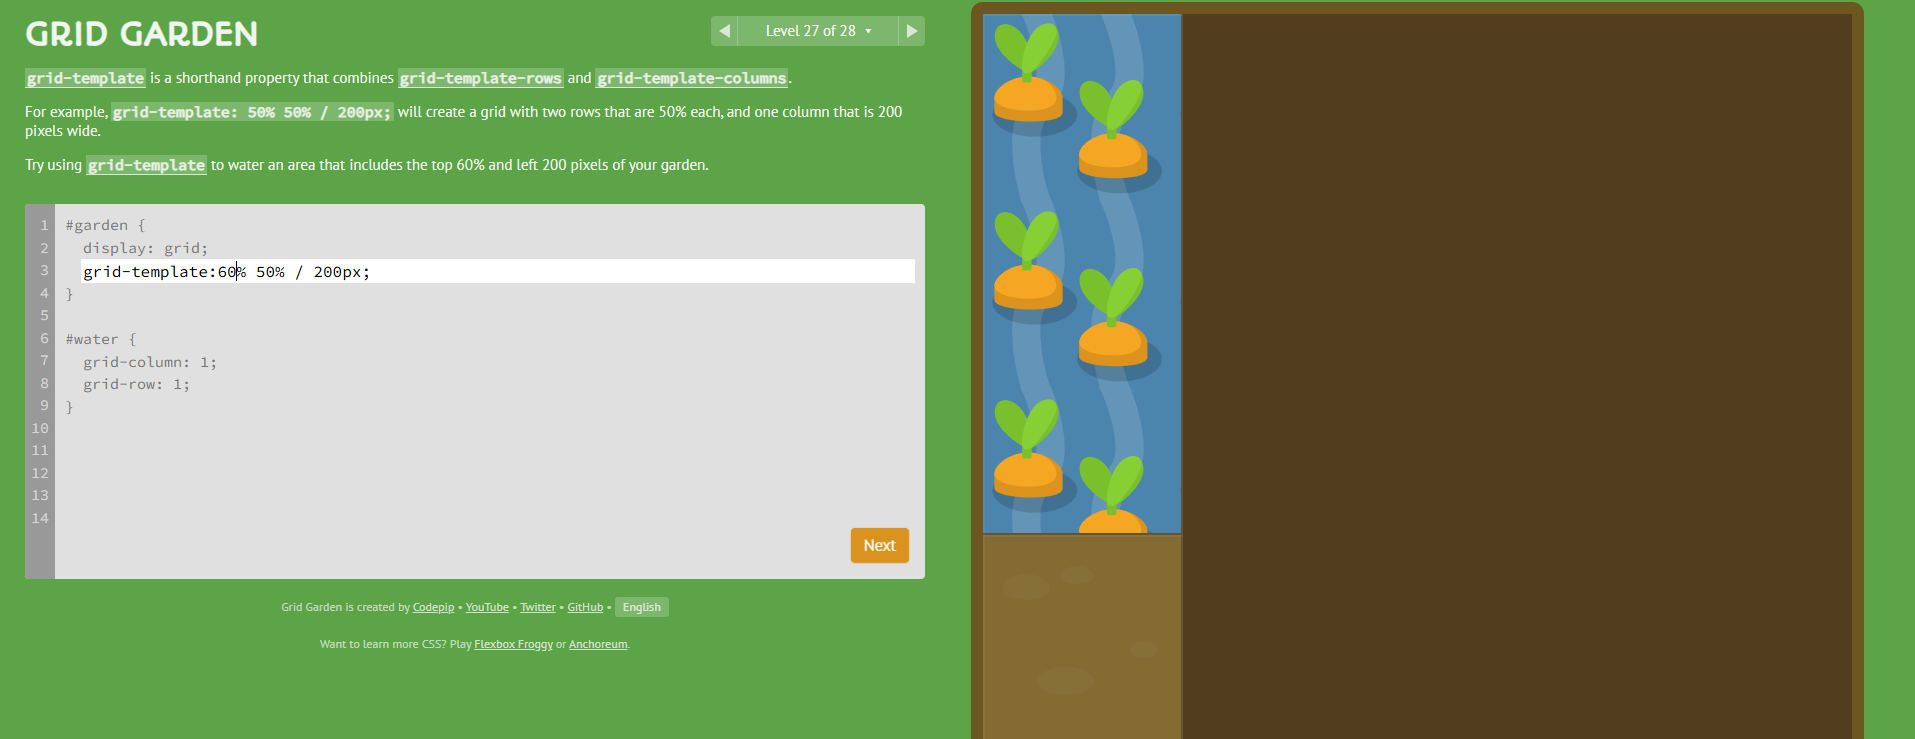 GRID GARDEN
◀ Level 27 of 28 ▾ ▶
grid-template is a shorthand property that combines grid-template-rows and grid-template-columns.
For example, grid-template: 50% 50% / 200px; will create a grid with two rows that are 50% each, and one column that is 200
pixels wide.
Try using grid-template to water an area that includes the top 60% and left 200 pixels of your garden.
1 #garden {
2   display: grid;
3   grid-template:60% 50% / 200px;
4 }
5
6 #water {
7   grid-column: 1;
8   grid-row: 1;
9 }
10
11
12
13
14
Next
Grid Garden is created by Codepip • YouTube • Twitter • GitHub • English
Want to learn more CSS? Play Flexbox Froggy or Anchoreum.